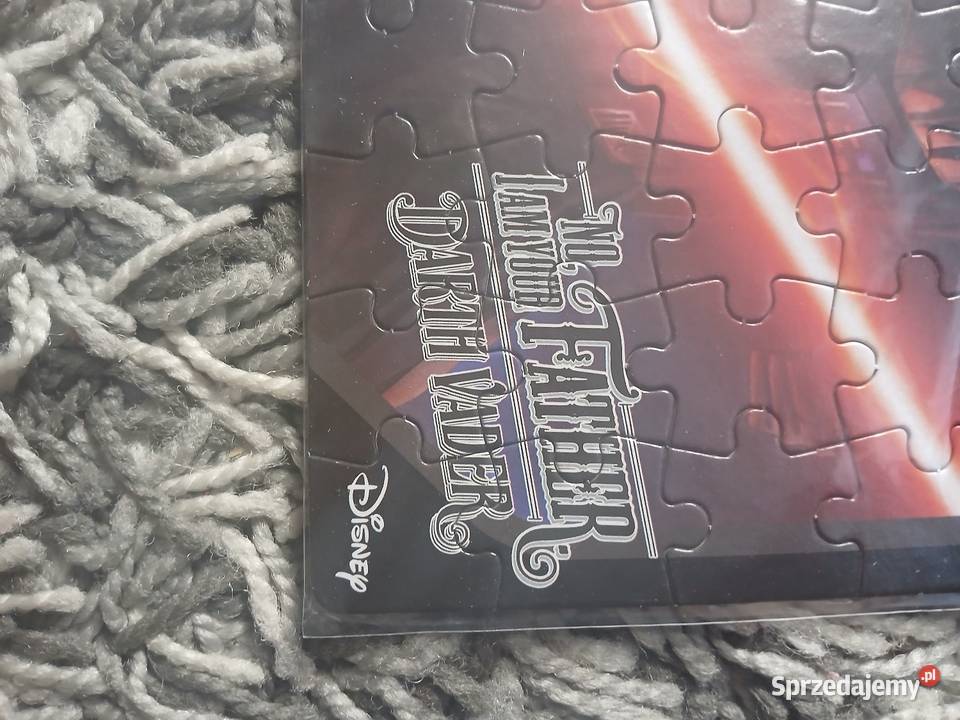 NO,
I AM YOUR FATHER.
DARTH VADER
Disney
Sprzedajemy.pl